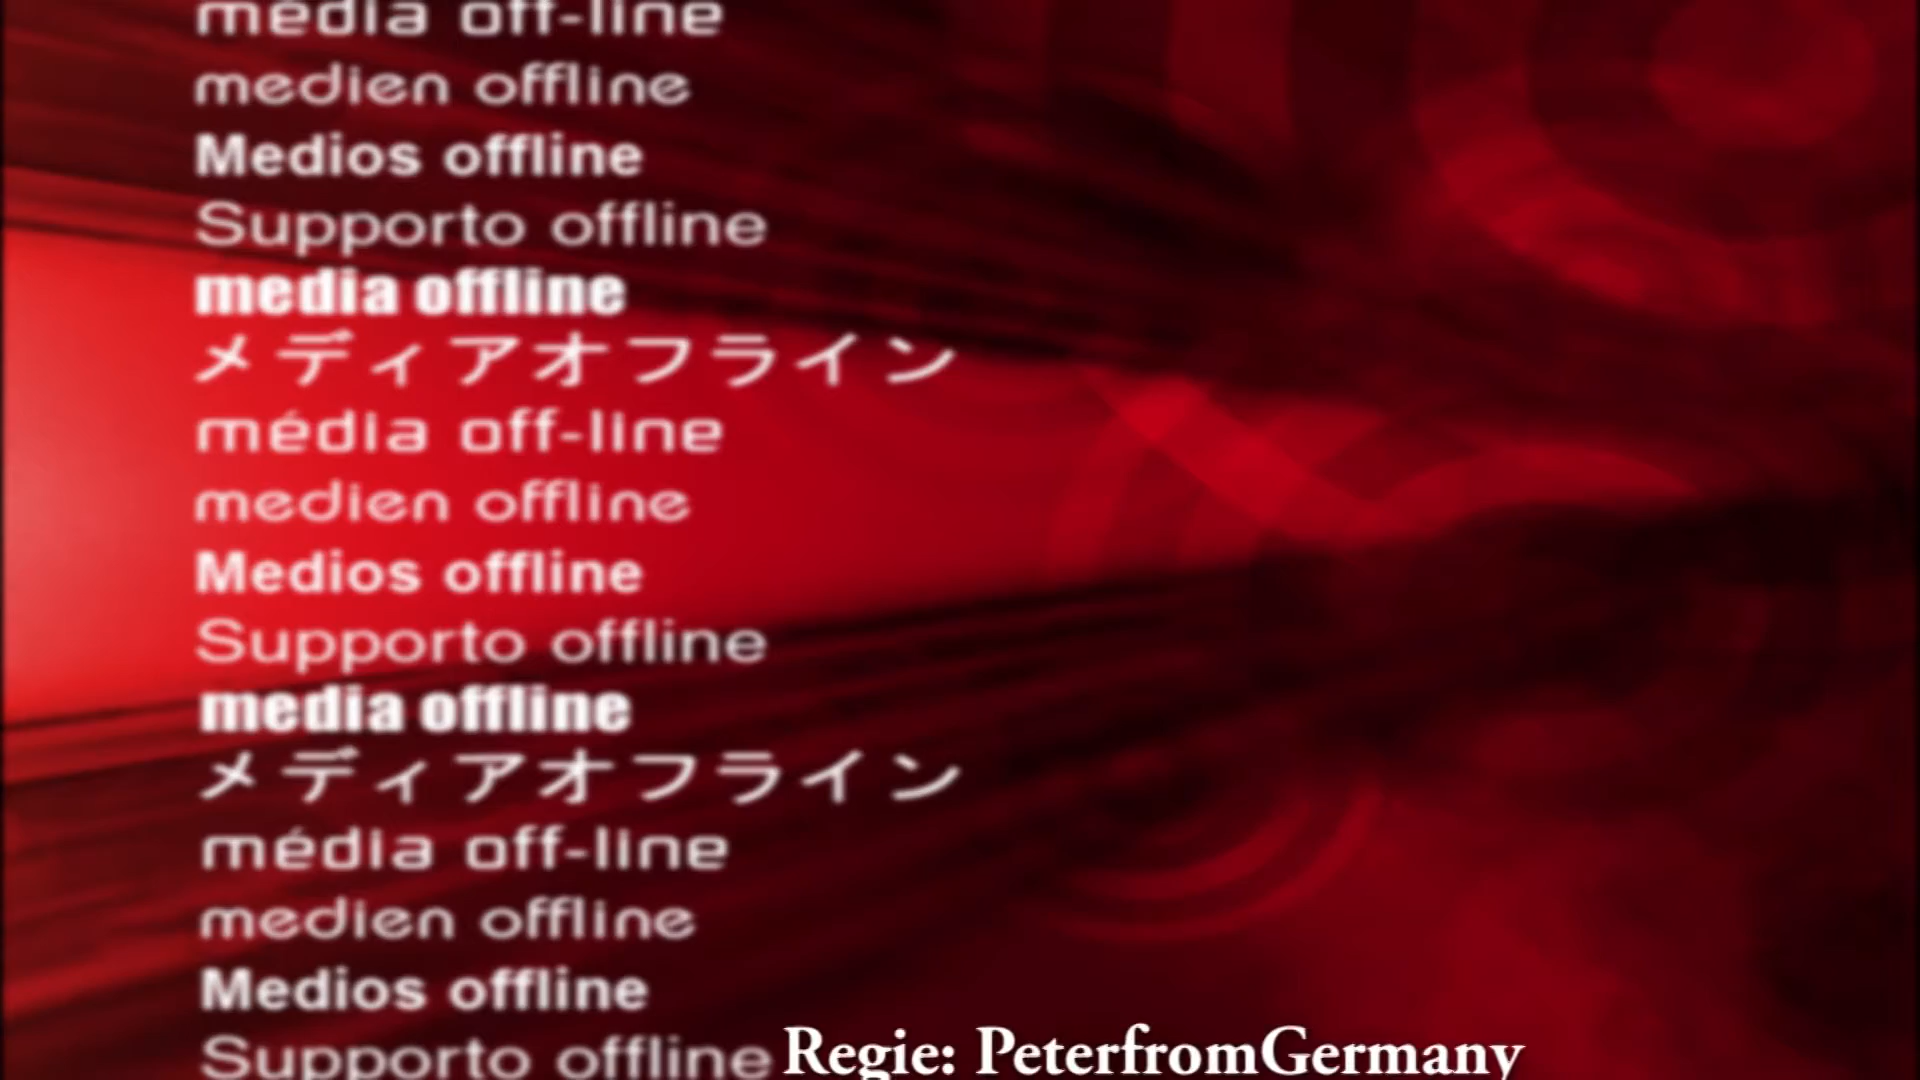 média off-line
medien offline
Medios offline
Supporto offline
media offline
メディアオフライン
média off-line
medien offline
Medios offline
Supporto offline
media offline
メディアオフライン
média off-line
medien offline
Medios offline
Supporto offline
Regie: PeterfromGermany